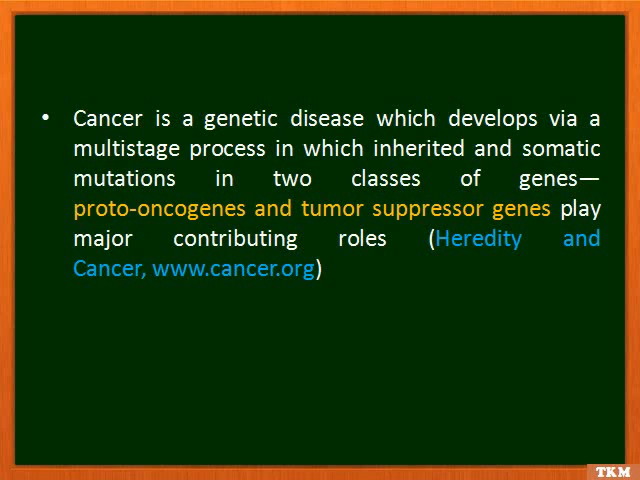 • Cancer is a genetic disease which develops via a
multistage process in which inherited and somatic
mutations in two classes of genes—
proto-oncogenes and tumor suppressor genes play
major contributing roles (Heredity and
Cancer, www.cancer.org)
TKM